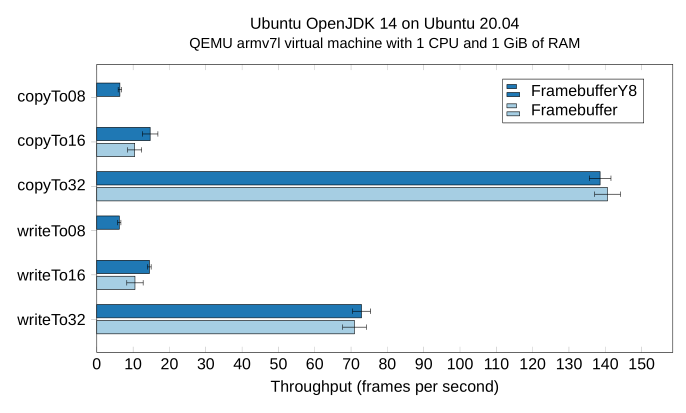 Ubuntu OpenJDK 14 on Ubuntu 20.04
QEMU armv7l virtual machine with 1 CPU and 1 GiB of RAM
FramebufferY8
Framebuffer
copyTo08
copyTo16
copyTo32
writeTo08
writeTo16
writeTo32
0 10 20 30 40 50 60 70 80 90 100 110 120 130 140 150
Throughput (frames per second)